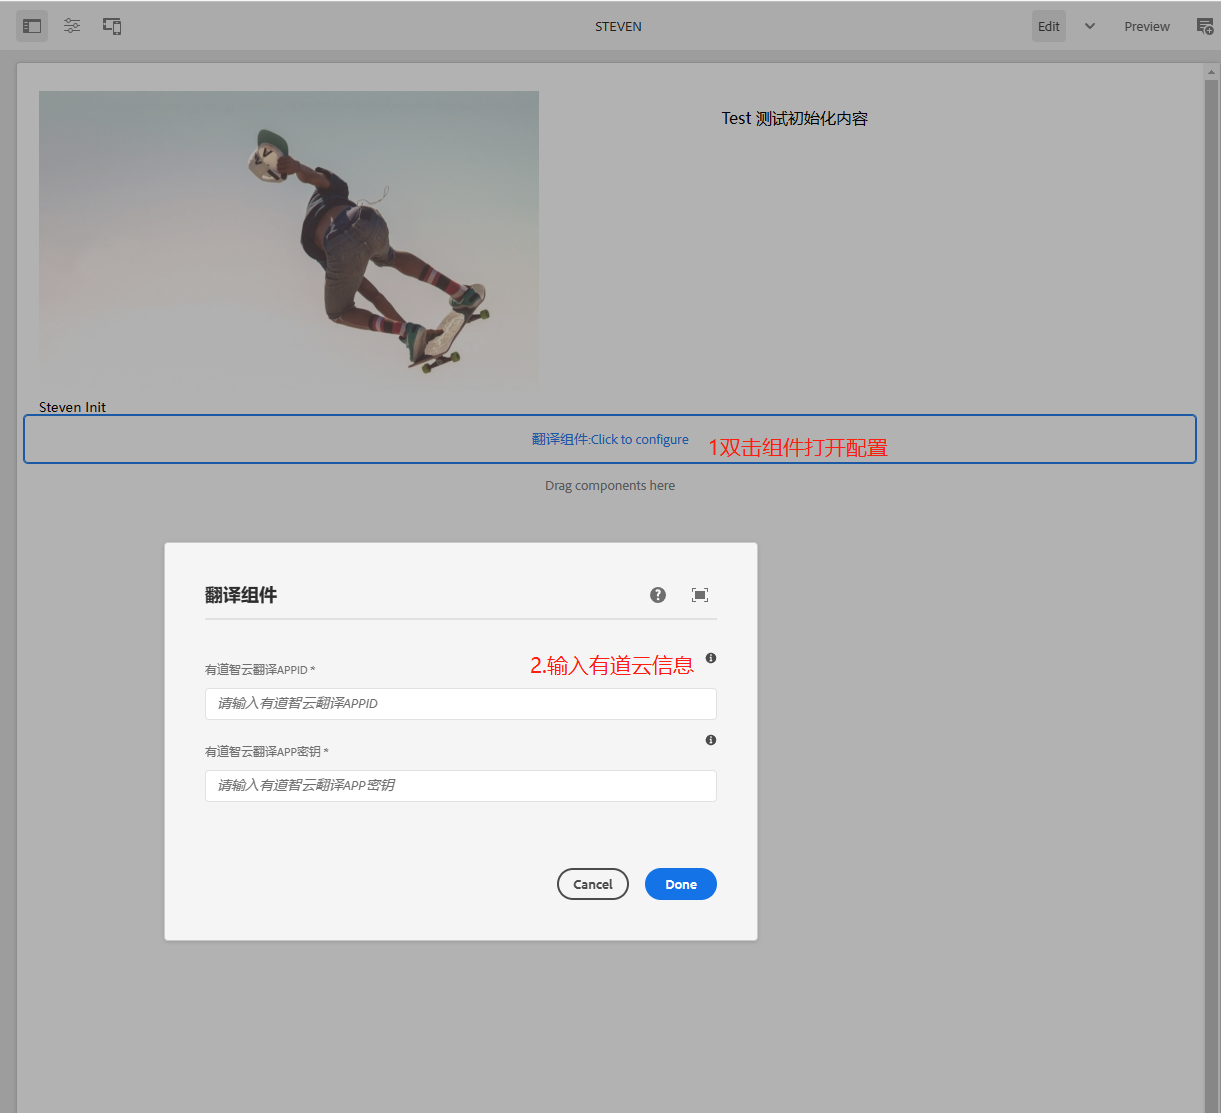 STEVEN
Edit
Preview
Test 测试初始化内容
Steven Init
翻译组件:Click to configure
1双击组件打开配置
Drag components here
翻译组件
2.输入有道云信息
有道智云翻译APPID *
请输入有道智云翻译APPID
有道智云翻译APP密钥 *
请输入有道智云翻译APP密钥
Cancel
Done